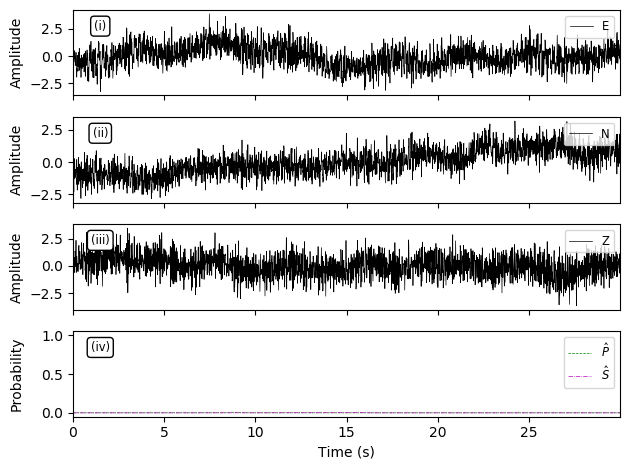 (i)
E
Amplitude
2.5
0.0
−2.5
(ii)
N
Amplitude
2.5
0.0
−2.5
(iii)
Z
Amplitude
2.5
0.0
−2.5
(iv)
P̂
Ŝ
Probability
1.0
0.5
0.0
0 5 10 15 20 25
Time (s)